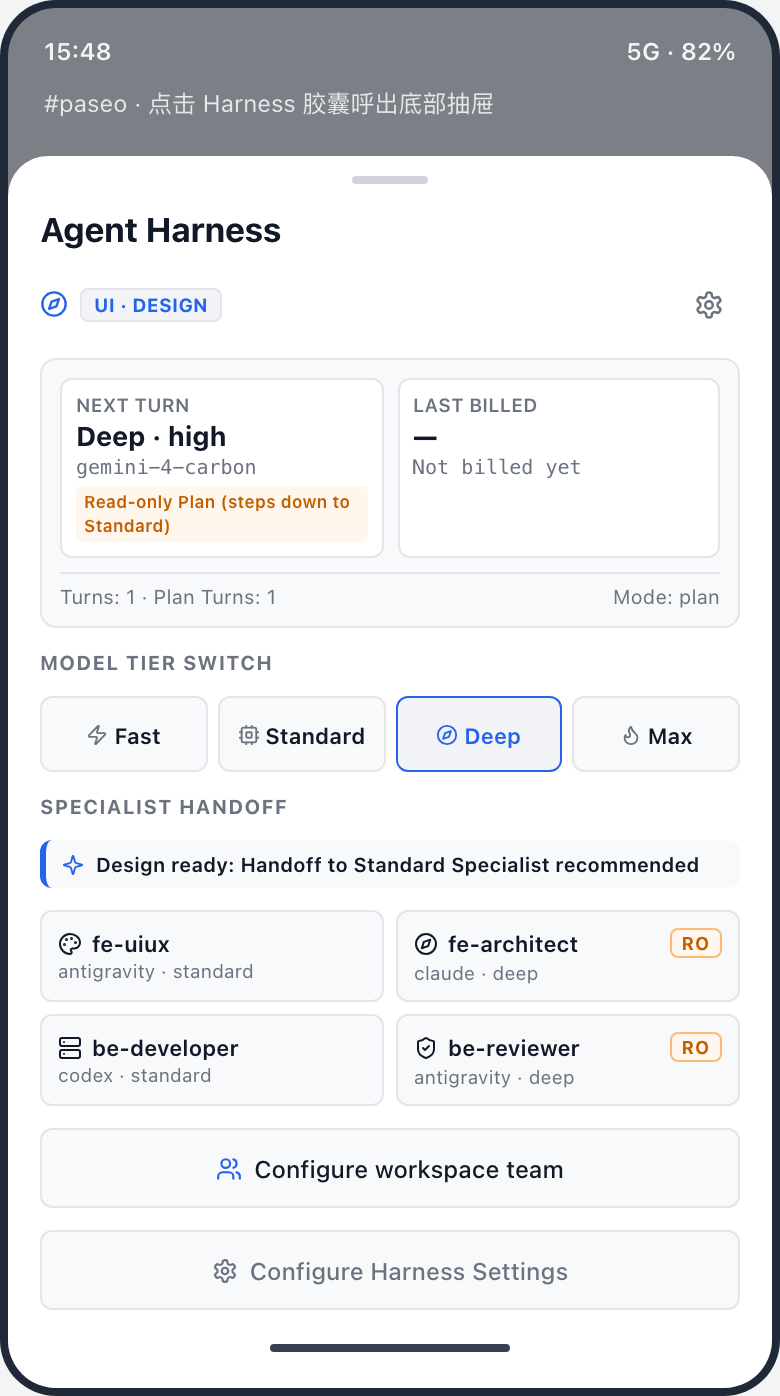 15:48
5G · 82%
#paseo · 点击 Harness 胶囊呼出底部抽屉
Agent Harness
UI · DESIGN
NEXT TURN
Deep · high
gemini-4-carbon
Read-only Plan (steps down to
Standard)
LAST BILLED
—
Not billed yet
Turns: 1 · Plan Turns: 1
Mode: plan
MODEL TIER SWITCH
Fast
Standard
Deep
Max
SPECIALIST HANDOFF
Design ready: Handoff to Standard Specialist recommended
fe-uiux
antigravity · standard
fe-architect
RO
claude · deep
be-developer
codex · standard
be-reviewer
RO
antigravity · deep
Configure workspace team
Configure Harness Settings